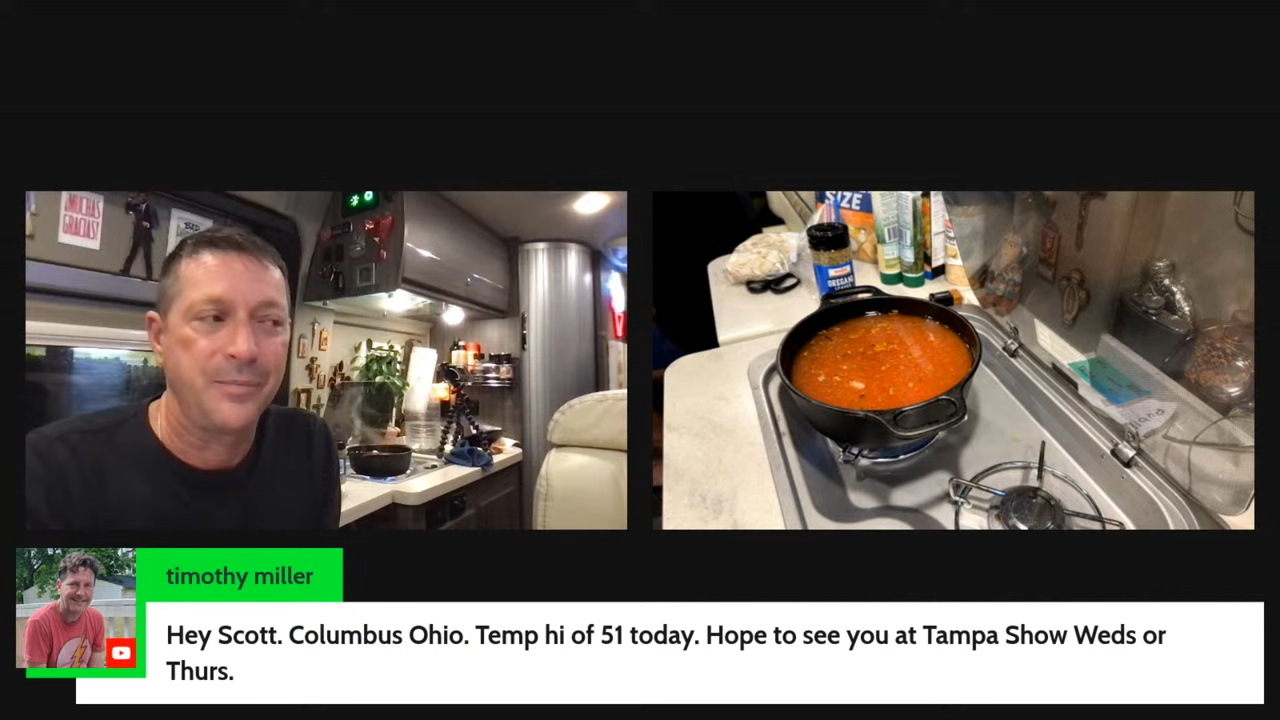 ¡MUCHAS
GRACIAS!
SIZE
OREGANO
timothy miller
Hey Scott. Columbus Ohio. Temp hi of 51 today. Hope to see you at Tampa Show Weds or
Thurs.